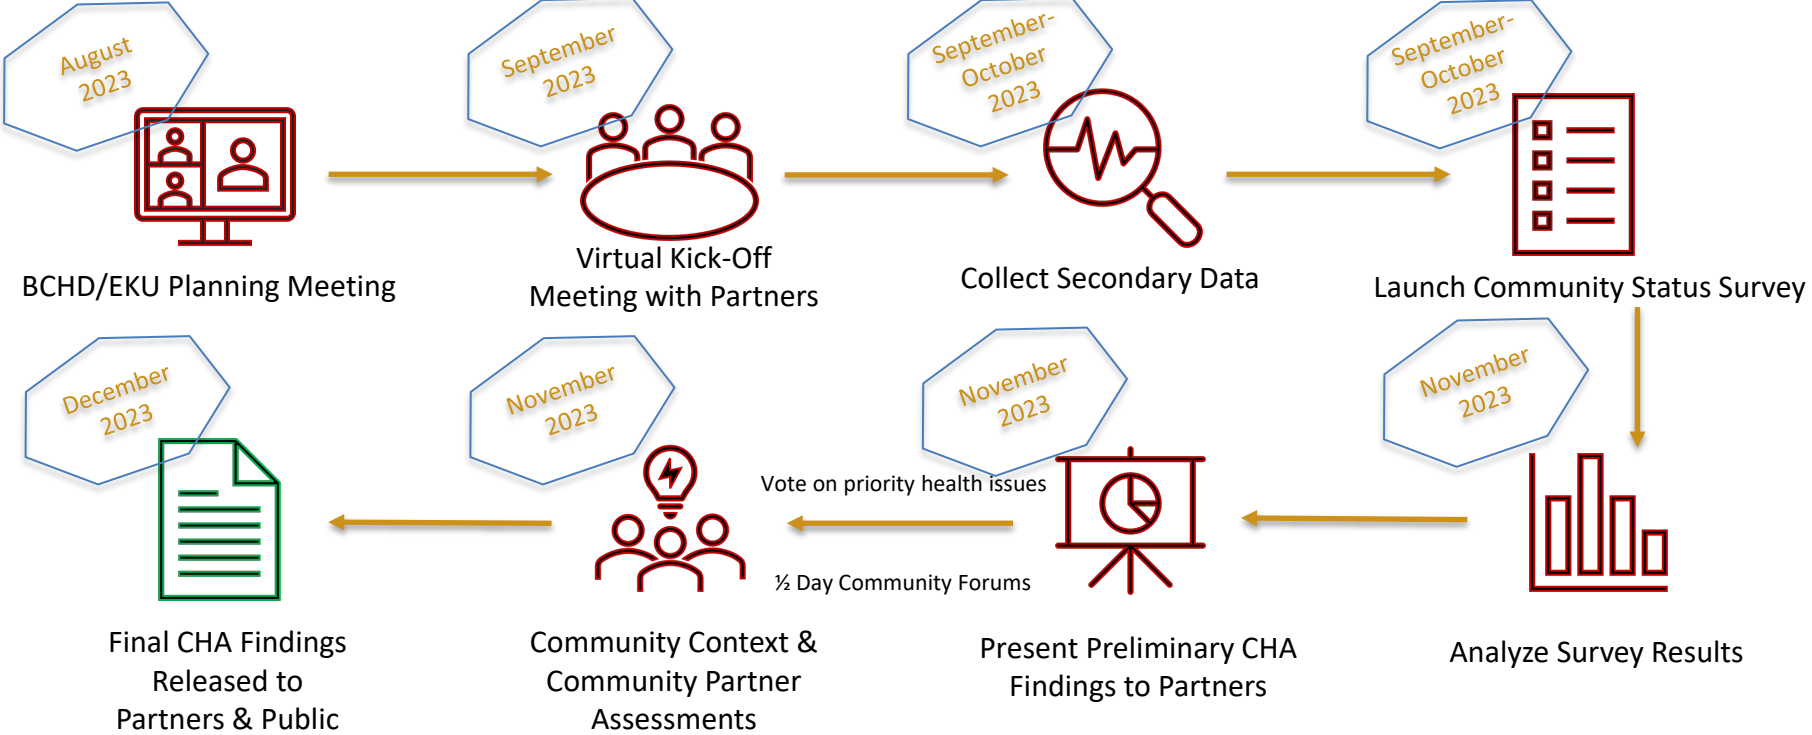 August
2023
BCHD/EKU Planning Meeting
September
2023
Virtual Kick-Off
Meeting with Partners
September-
October
2023
Collect Secondary Data
September-
October
2023
Launch Community Status Survey
November
2023
Analyze Survey Results
November
2023
Present Preliminary CHA
Findings to Partners
Vote on priority health issues
½ Day Community Forums
November
2023
Community Context &
Community Partner
Assessments
December
2023
Final CHA Findings
Released to
Partners & Public